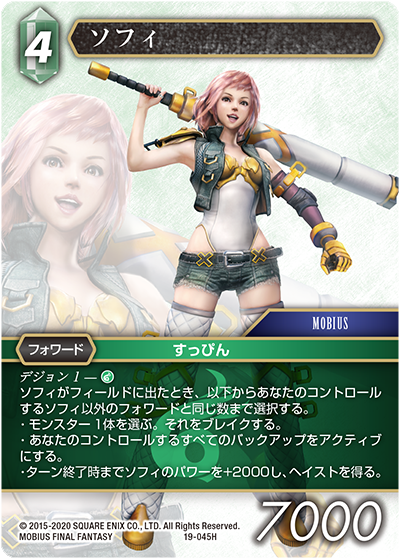 4
ソフィ
MOBIUS
フォワード
すっぴん
デジョン 1 ―
ソフィがフィールドに出たとき、以下からあなたのコントロール
するソフィ以外のフォワードと同じ数まで選択する。
・モンスター 1体を選ぶ。それをブレイクする。
・あなたのコントロールするすべてのバックアップをアクティブ
にする。
・ターン終了時までソフィのパワーを+2000し、ヘイストを得る。
© 2015-2020 SQUARE ENIX CO., LTD. All Rights Reserved.
MOBIUS FINAL FANTASY
19-045H
7000